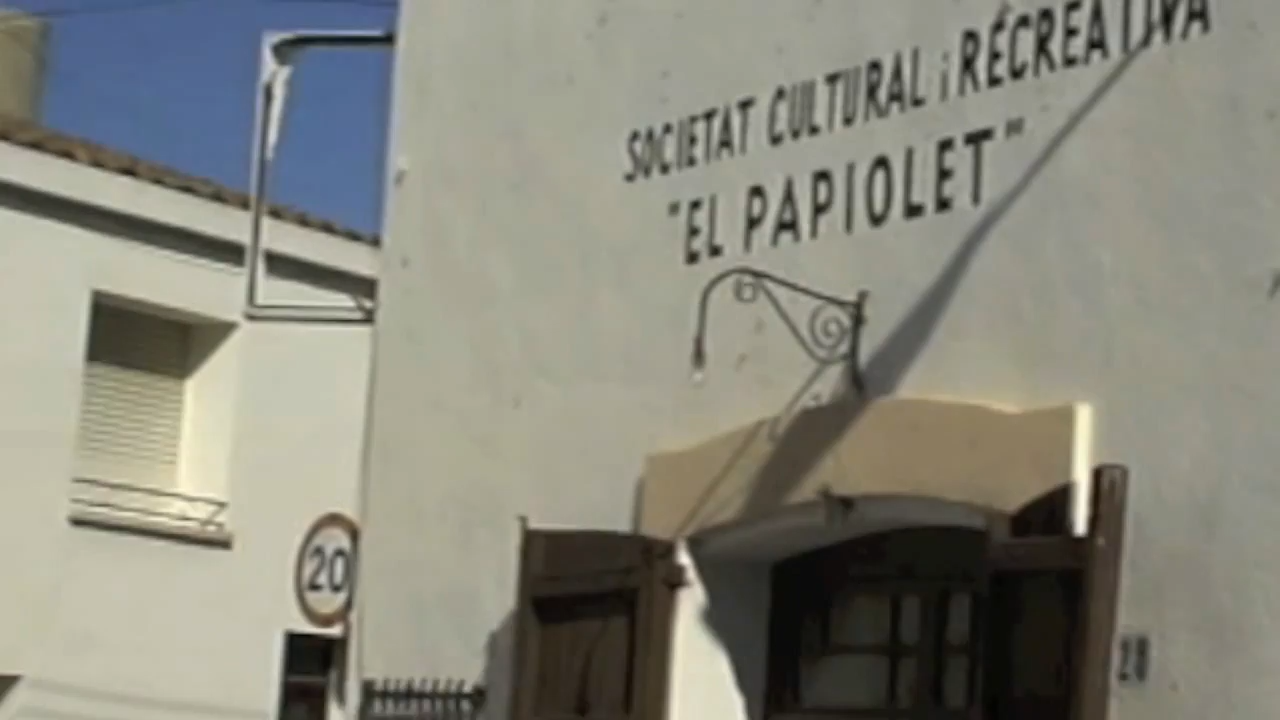 SOCIETAT CULTURAL i RECREATIVA
"EL PAPIOLET"
20
28